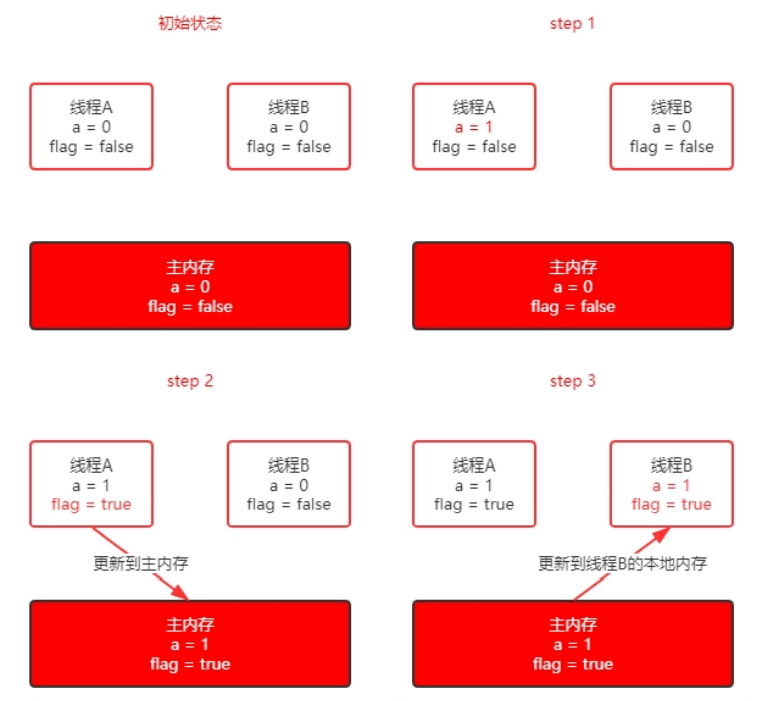 初始状态
step 1
线程A
a = 0
flag = false
线程B
a = 0
flag = false
线程A
a = 1
flag = false
线程B
a = 0
flag = false
主内存
a = 0
flag = false
主内存
a = 0
flag = false
step 2
step 3
线程A
a = 1
flag = true
线程B
a = 0
flag = false
线程A
a = 1
flag = true
线程B
a = 1
flag = true
更新到主内存
更新到线程B的本地内存
主内存
a = 1
flag = true
主内存
a = 1
flag = true